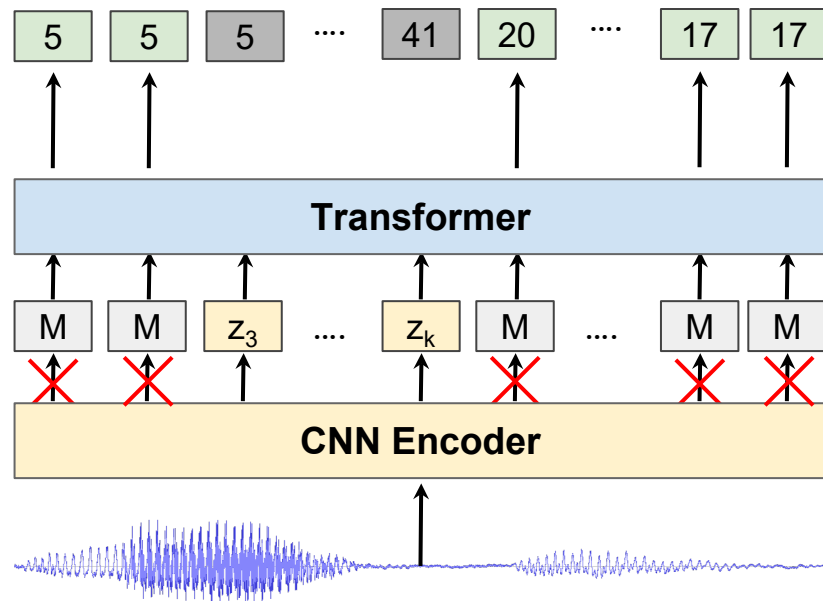 5 5 5 .... 41 20 .... 17 17
Transformer
M M z₃ .... zₖ M .... M M
CNN Encoder